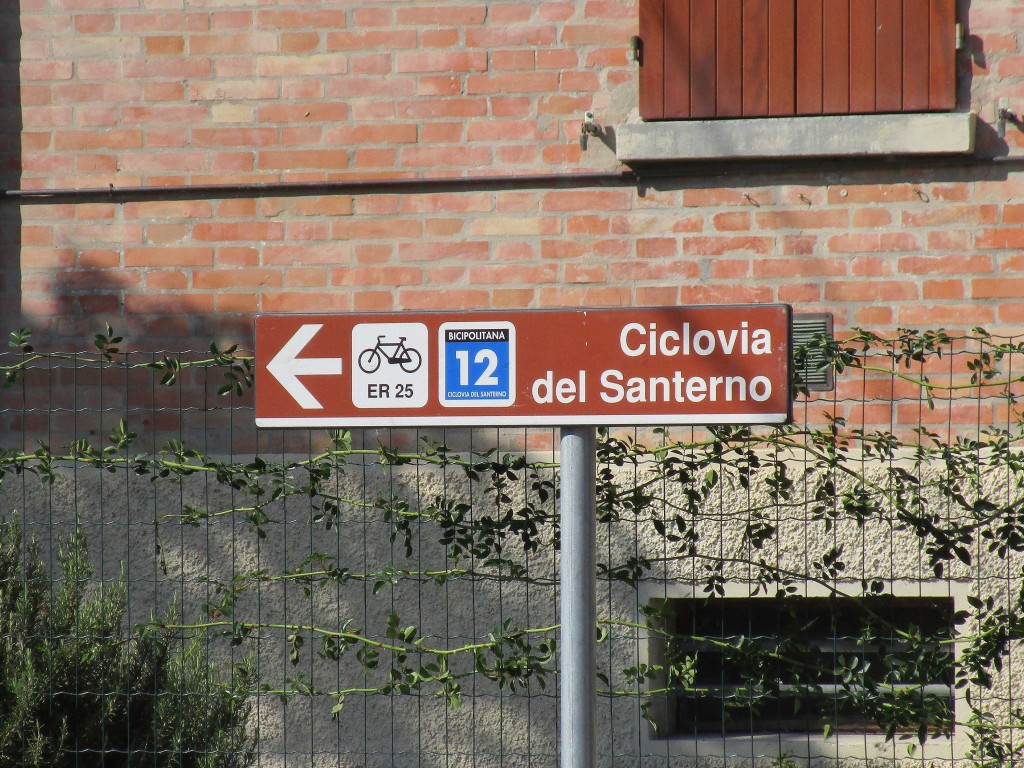 ER 25
BICIPOLITANA
12
CICLOVIA DEL SANTERNO
Ciclovia
del Santerno